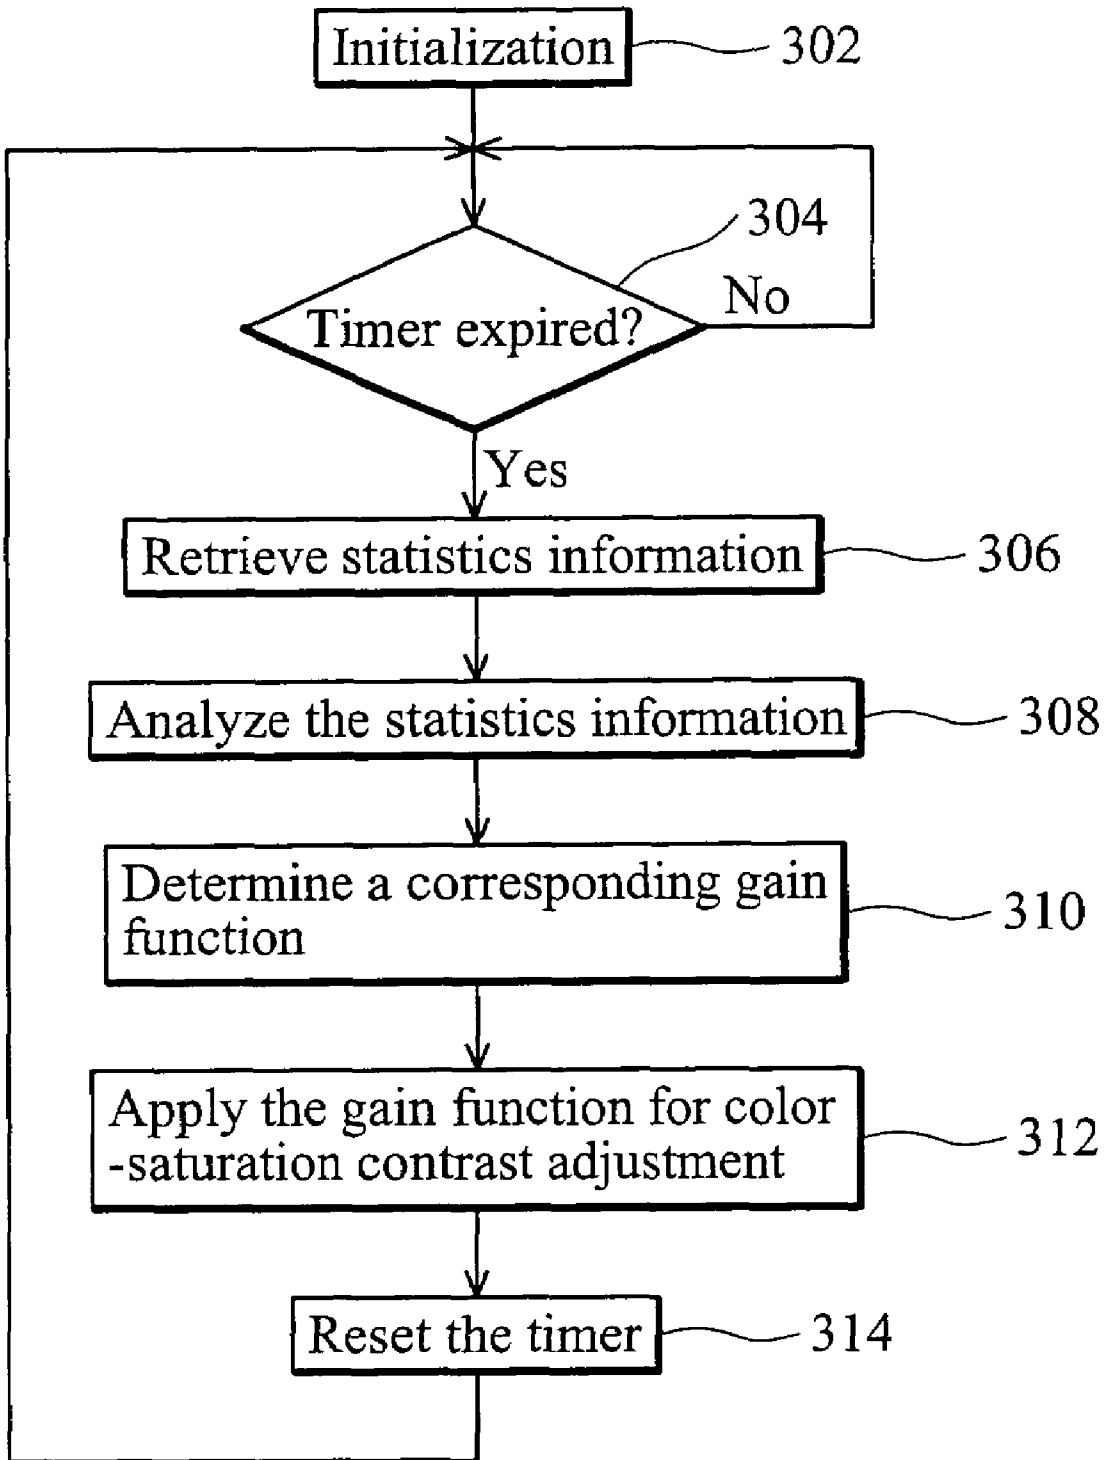 Initialization
302
304
Timer expired?
No
Yes
Retrieve statistics information
306
Analyze the statistics information
308
Determine a corresponding gain
function
310
Apply the gain function for color
-saturation contrast adjustment
312
Reset the timer
314